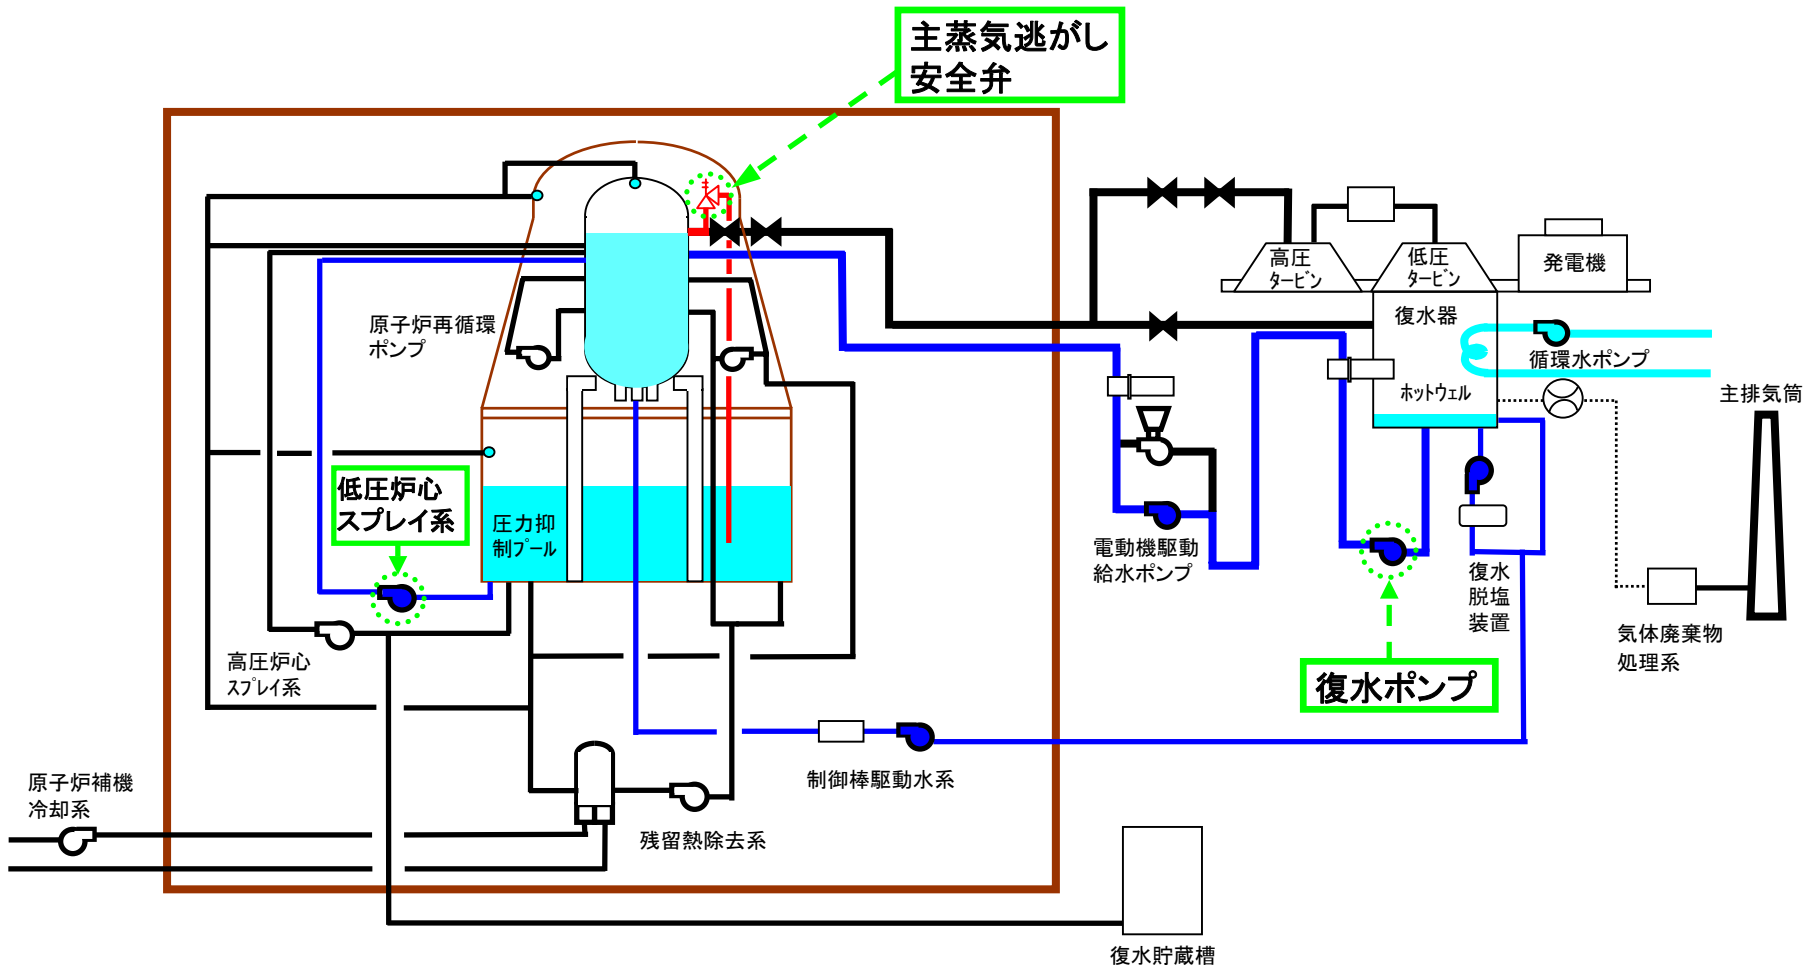 主蒸気逃がし
安全弁
高圧
タービン
低圧
タービン
発電機
原子炉再循環
ポンプ
復水器
循環水ポンプ
ホットウェル
主排気筒
低圧炉心
スプレイ系
圧力抑
制プール
電動機駆動
給水ポンプ
復水
脱塩
装置
気体廃棄物
処理系
高圧炉心
スプレイ系
復水ポンプ
制御棒駆動水系
原子炉補機
冷却系
残留熱除去系
復水貯蔵槽